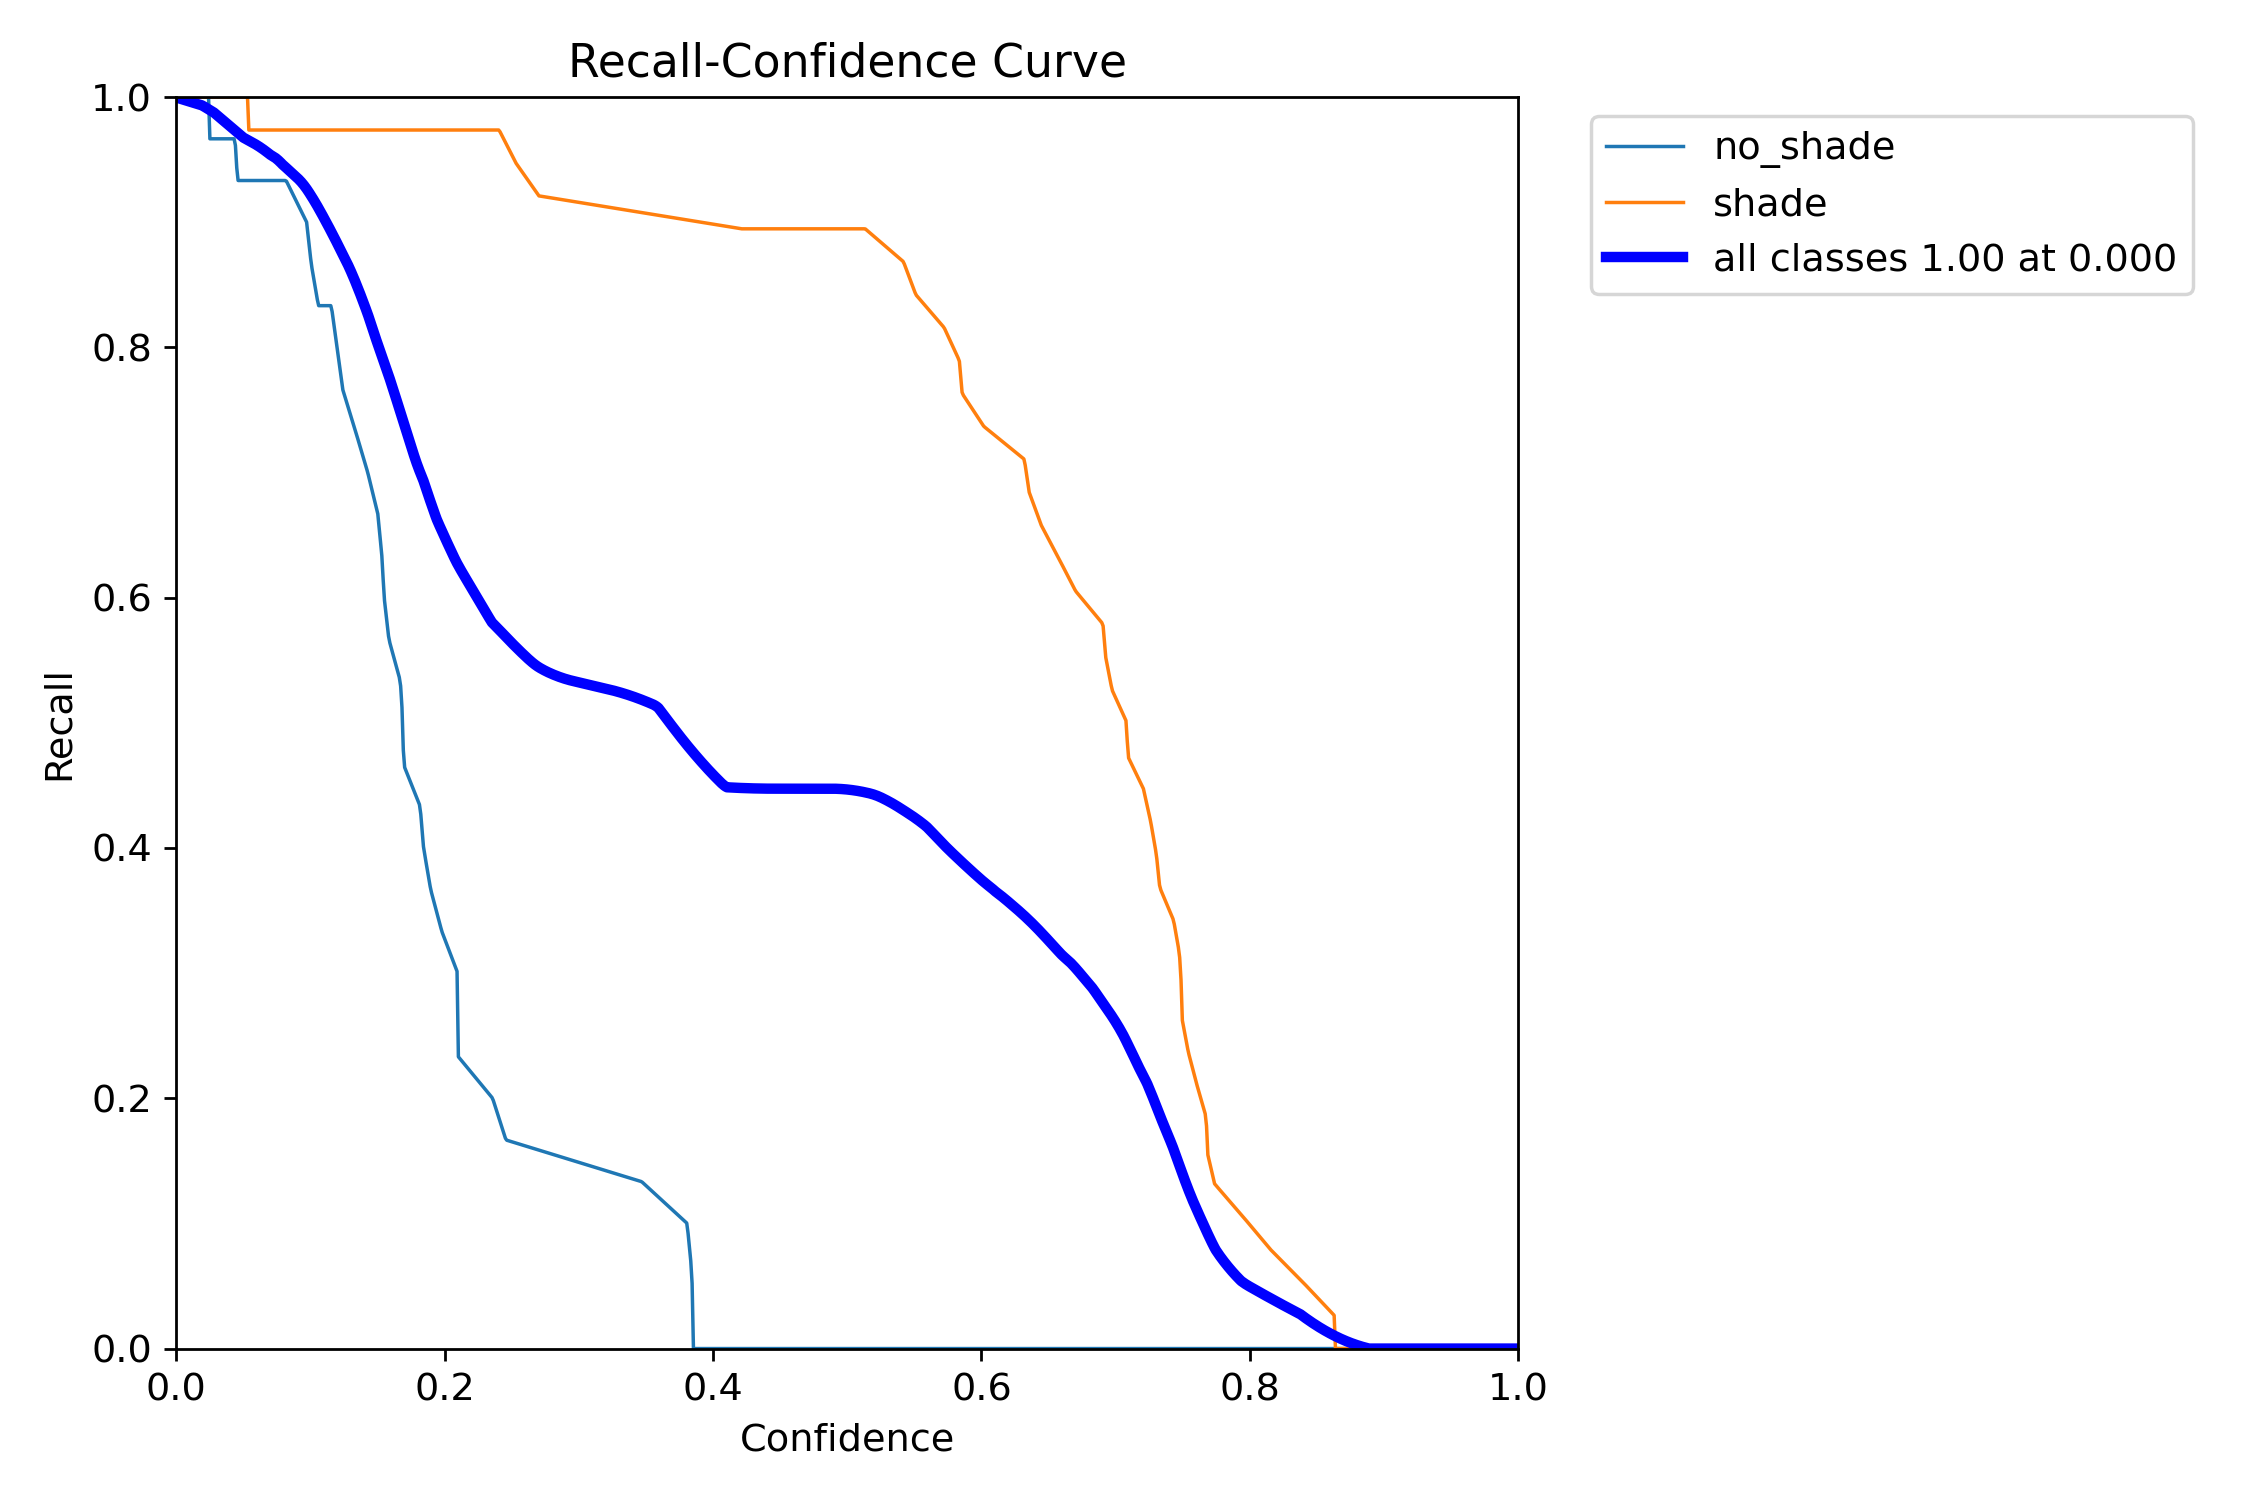 Recall-Confidence Curve
1.0
0.8
0.6
0.4
0.2
0.0
Recall
0.0 0.2 0.4 0.6 0.8 1.0
Confidence
no_shade
shade
all classes 1.00 at 0.000